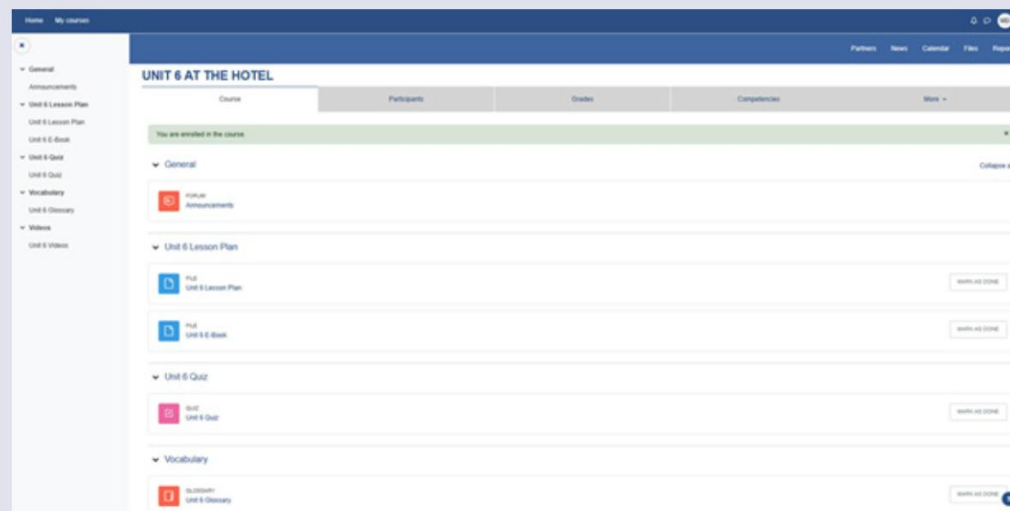 Home My courses
Partners News Calendar Files
General
Announcements
Unit 6 Lesson Plan
Unit 6 Lesson Plan
Unit 6 E-Book
Unit 6 Quiz
Unit 6 Quiz
Vocabulary
Unit 6 Glossary
Videos
Unit 6 Videos
UNIT 6 AT THE HOTEL
Course Participants Grades Competencies More
You are enrolled in the course.
General
Collapse
FORUM
Announcements
Unit 6 Lesson Plan
FILE
Unit 6 Lesson Plan
MARK AS DONE
FILE
Unit 6 E-Book
MARK AS DONE
Unit 6 Quiz
QUIZ
Unit 6 Quiz
MARK AS DONE
Vocabulary
GLOSSARY
Unit 6 Glossary
MARK AS DONE